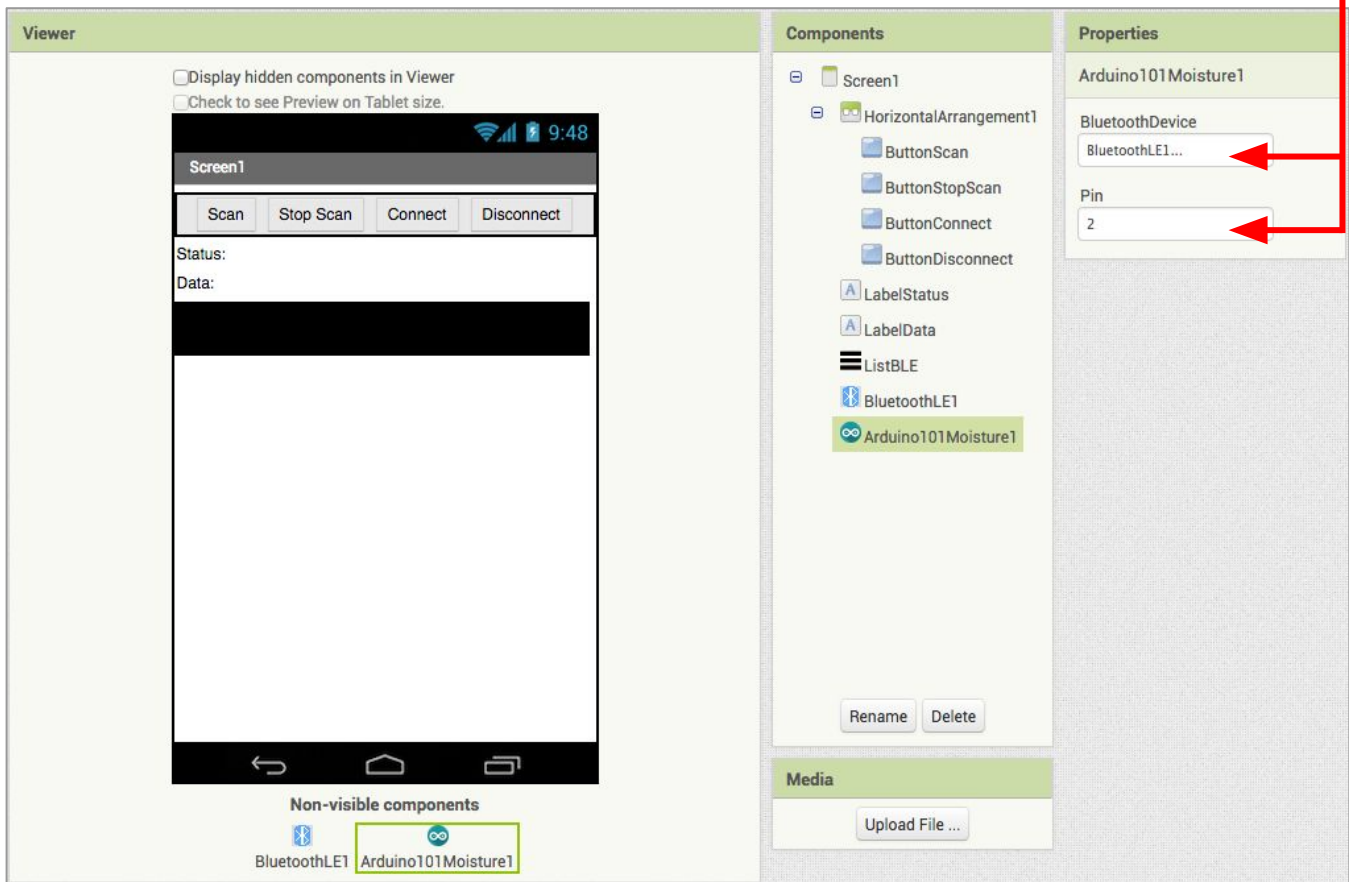 Viewer
Display hidden components in Viewer
Check to see Preview on Tablet size.
9:48
Screen1
Scan Stop Scan Connect Disconnect
Status:
Data:
Non-visible components
BluetoothLE1 Arduino101Moisture1
Components
Screen1
HorizontalArrangement1
ButtonScan
ButtonStopScan
ButtonConnect
ButtonDisconnect
A LabelStatus
A LabelData
ListBLE
BluetoothLE1
Arduino101Moisture1
Rename Delete
Media
Upload File ...
Properties
Arduino101Moisture1
BluetoothDevice
BluetoothLE1...
Pin
2